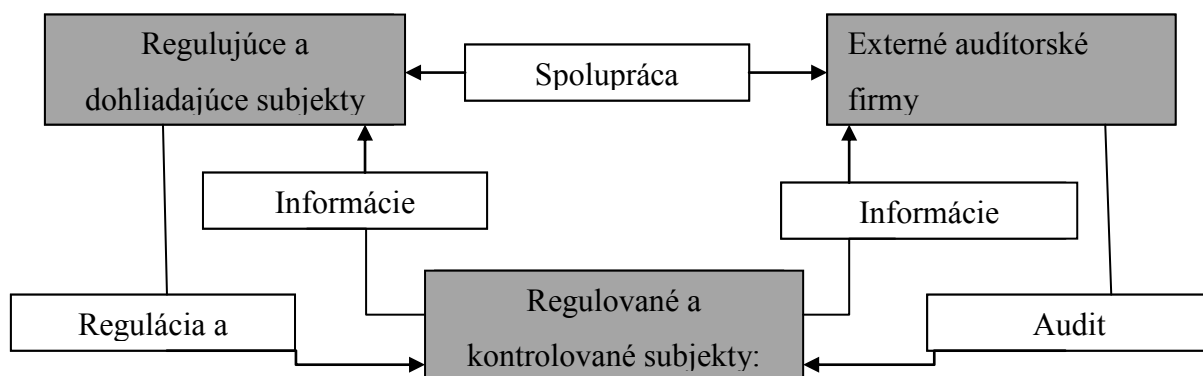 Regulujúce a
dohliadajúce subjekty
Spolupráca
Externé audítorské
firmy
Informácie
Informácie
Regulácia a
Regulované a
kontrolované subjekty:
Audit